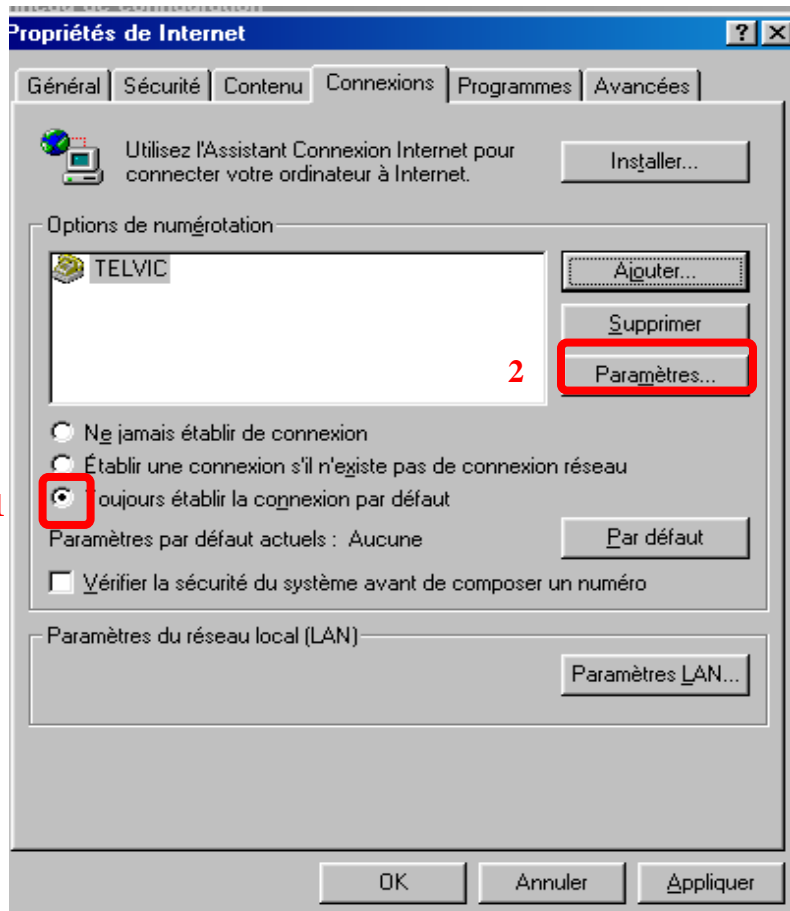 Propriétés de Internet
Général Sécurité Contenu Connexions Programmes Avancées
Utilisez l'Assistant Connexion Internet pour
connecter votre ordinateur à Internet.
Installer...
Options de numérotation
TELVIC
Ajouter...
Supprimer
2
Paramètres...
Ne jamais établir de connexion
Établir une connexion s'il n'existe pas de connexion réseau
1
Toujours établir la connexion par défaut
Paramètres par défaut actuels : Aucune
Par défaut
Vérifier la sécurité du système avant de composer un numéro
Paramètres du réseau local (LAN)
Paramètres LAN...
OK Annuler Appliquer